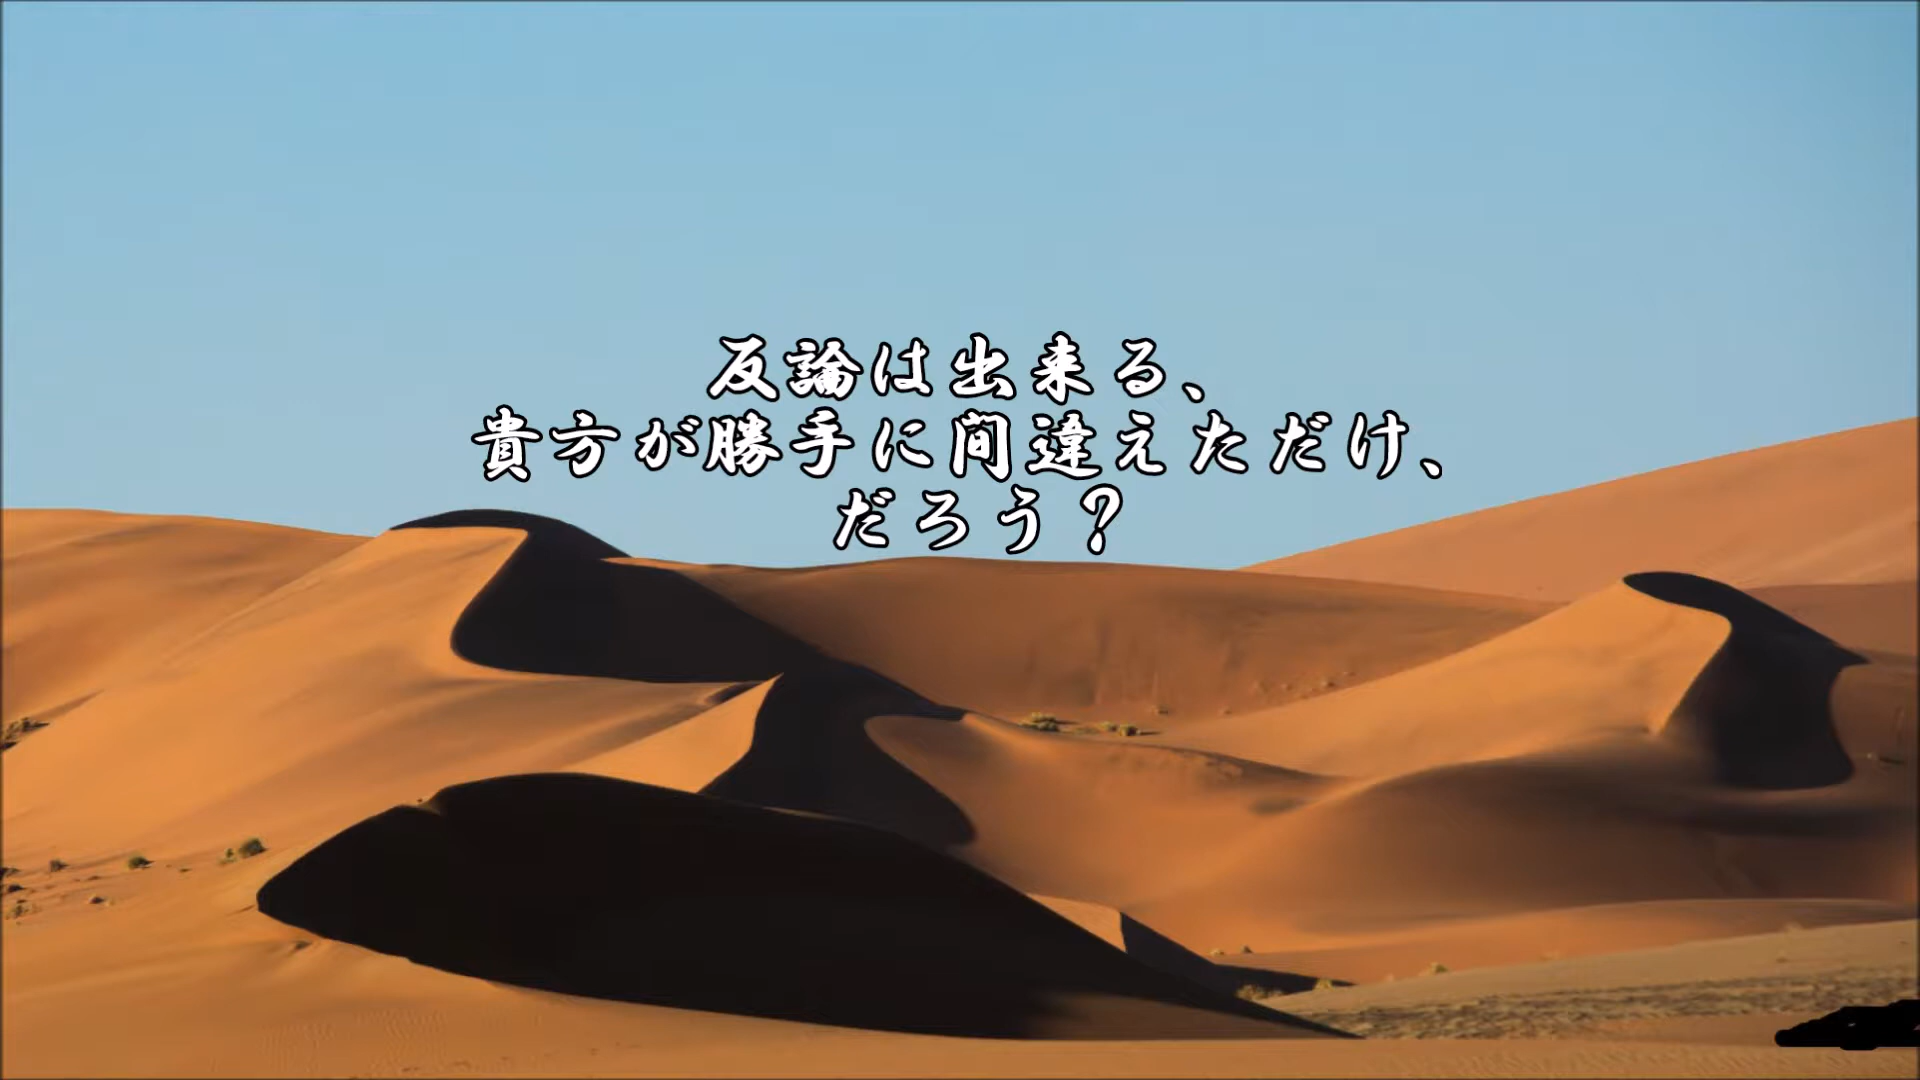 反論は出来る、
貴方が勝手に間違えただけ、
だろう？